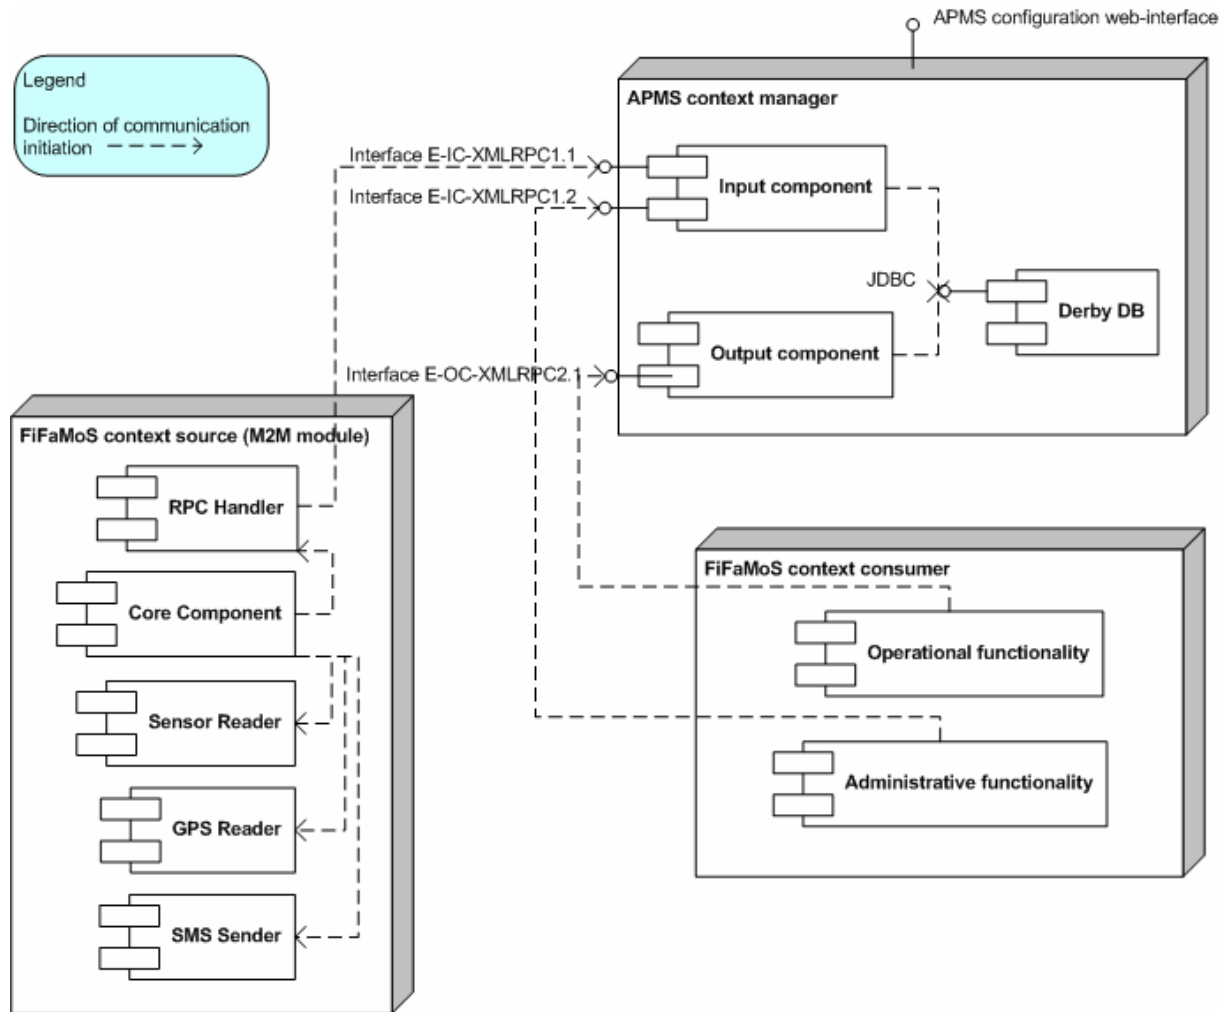 APMS configuration web-interface
Legend
Direction of communication
initiation
APMS context manager
Interface E-IC-XMLRPC1.1
Input component
Interface E-IC-XMLRPC1.2
JDBC
Derby DB
Output component
Interface E-OC-XMLRPC2.1
FiFaMoS context source (M2M module)
RPC Handler
Core Component
Sensor Reader
GPS Reader
SMS Sender
FiFaMoS context consumer
Operational functionality
Administrative functionality